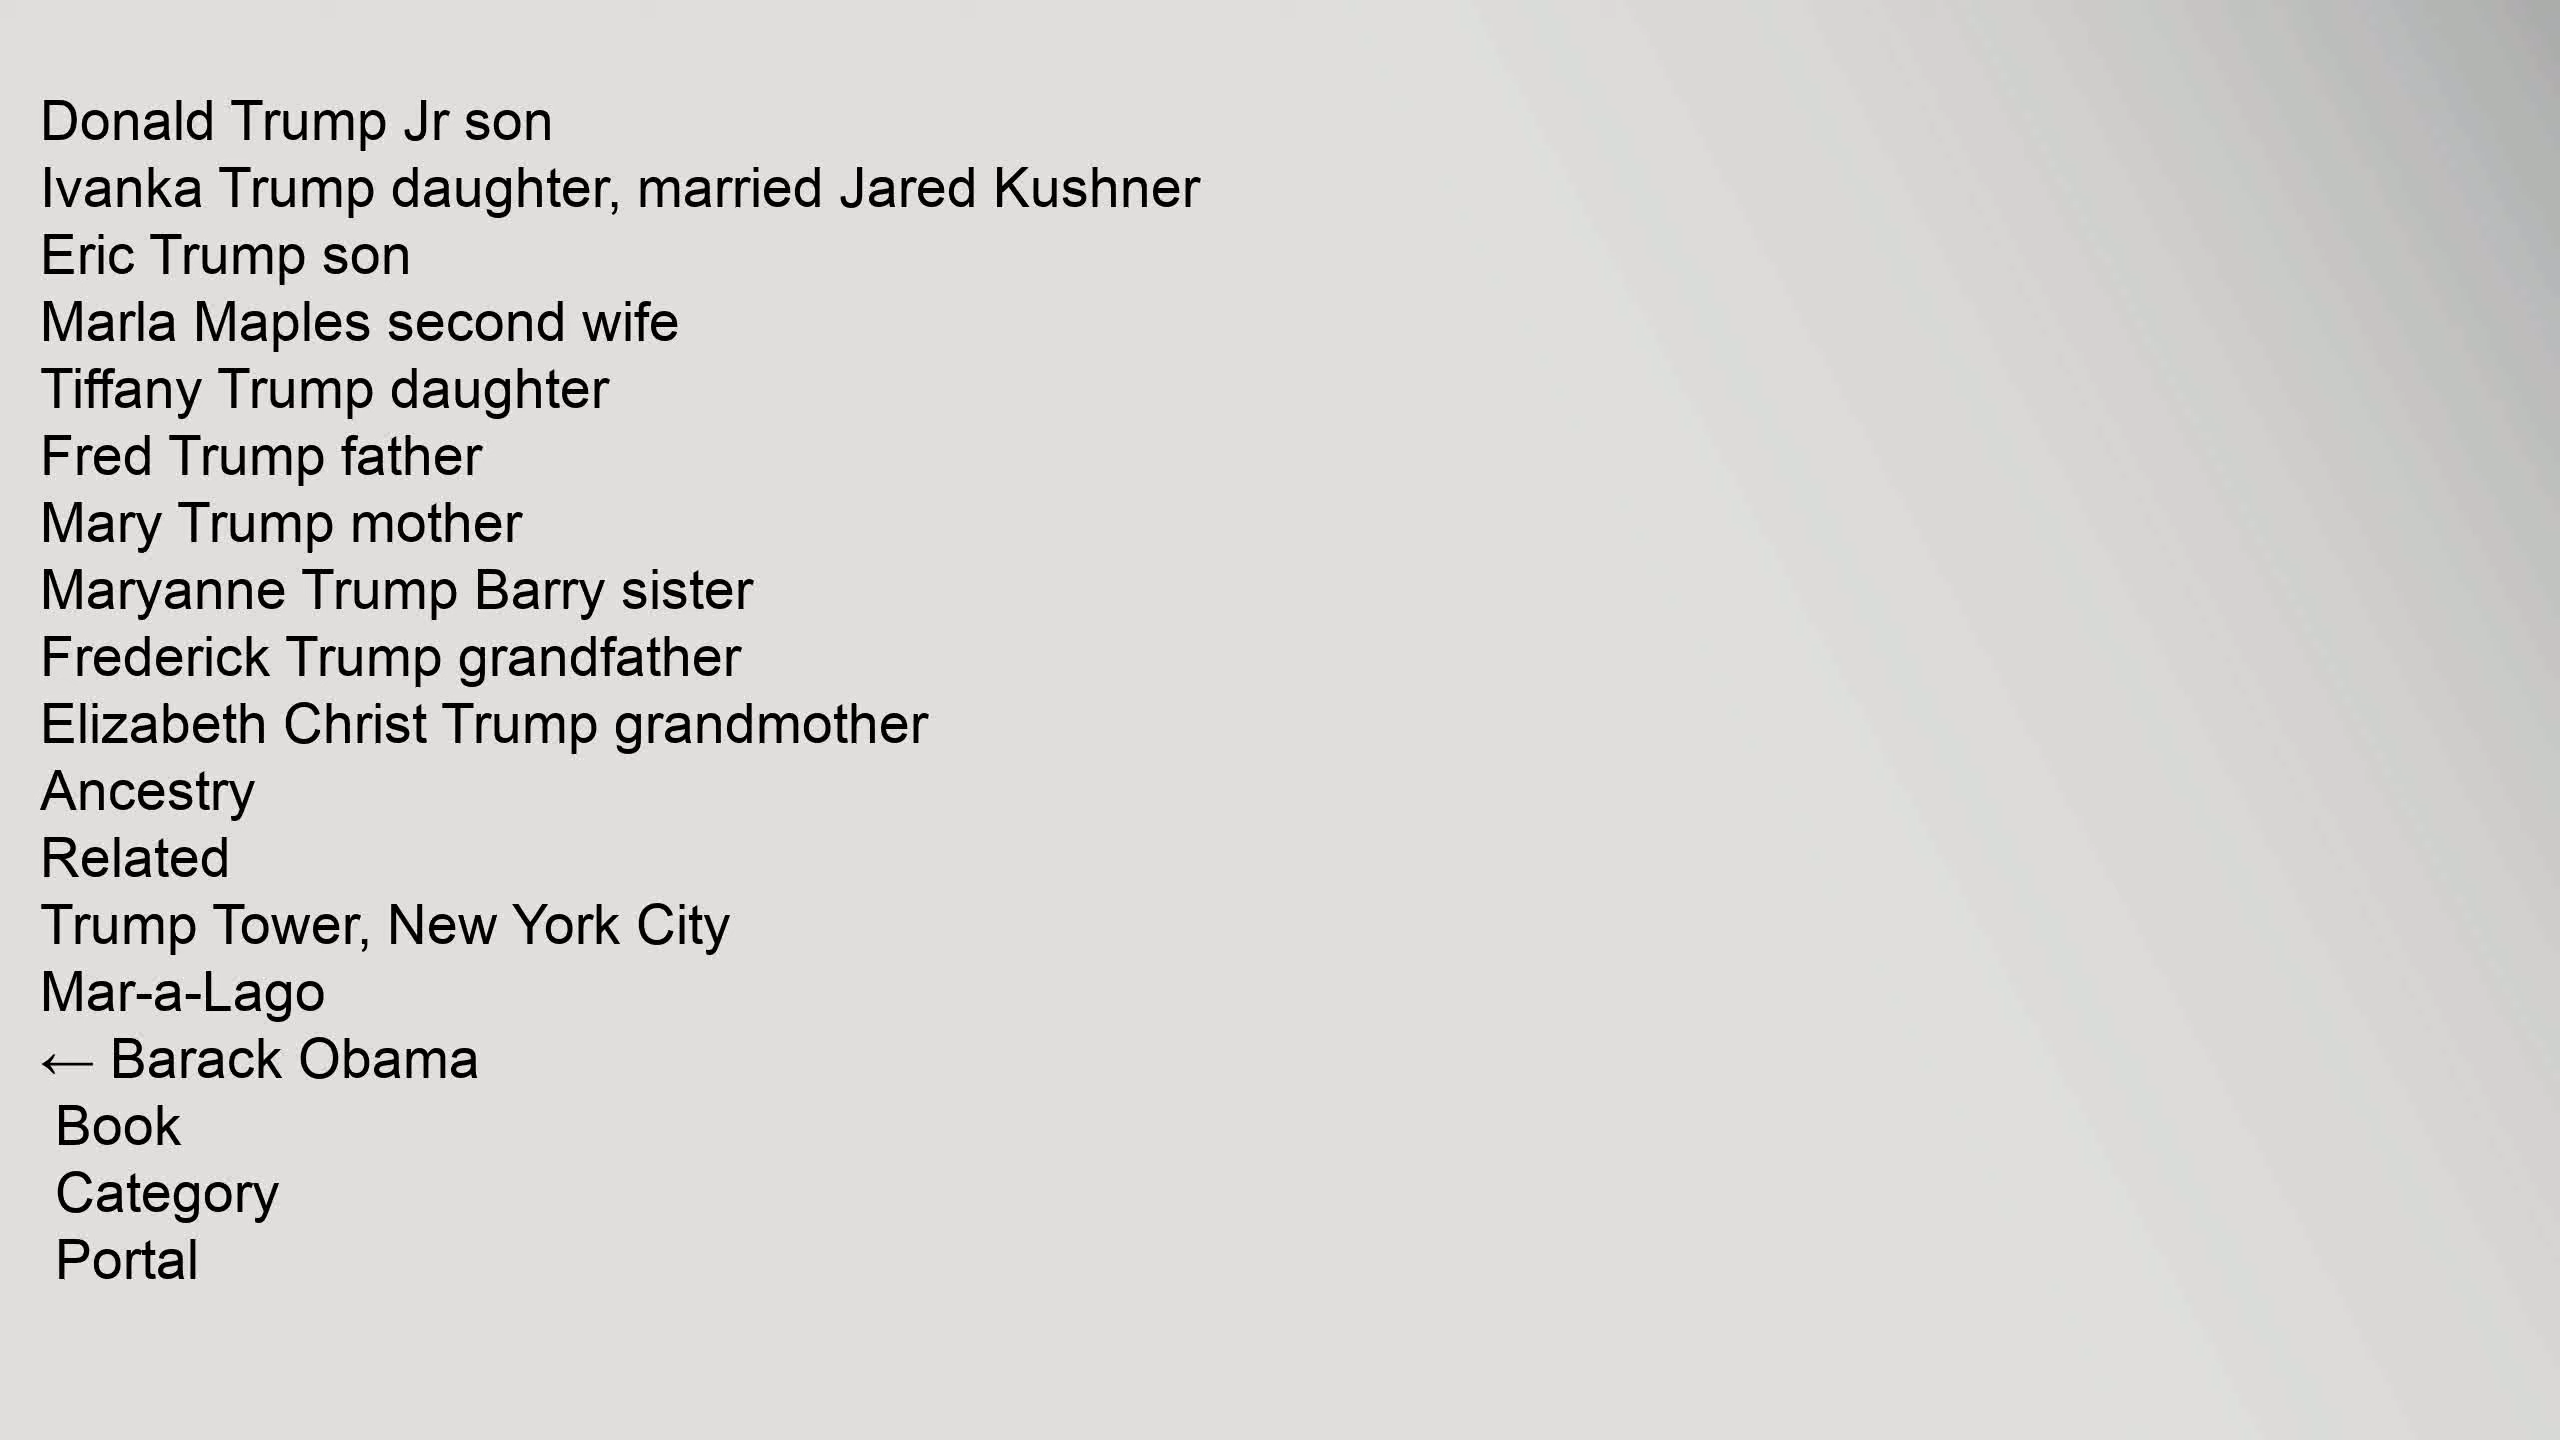 Donald Trump Jr son
Ivanka Trump daughter, married Jared Kushner
Eric Trump son
Marla Maples second wife
Tiffany Trump daughter
Fred Trump father
Mary Trump mother
Maryanne Trump Barry sister
Frederick Trump grandfather
Elizabeth Christ Trump grandmother
Ancestry
Related
Trump Tower, New York City
Mar-a-Lago
← Barack Obama
Book
Category
Portal